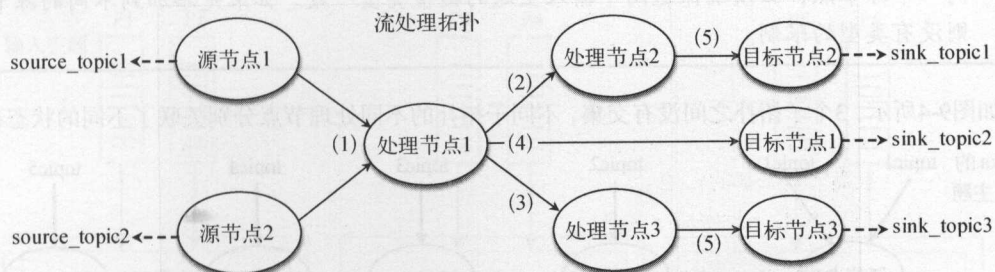 流处理拓扑
source_topic1
源节点1
处理节点2
(5)
目标节点2
sink_topic1
(2)
(1)
处理节点1
(4)
目标节点1
sink_topic2
(3)
source_topic2
源节点2
处理节点3
(5)
目标节点3
sink_topic3